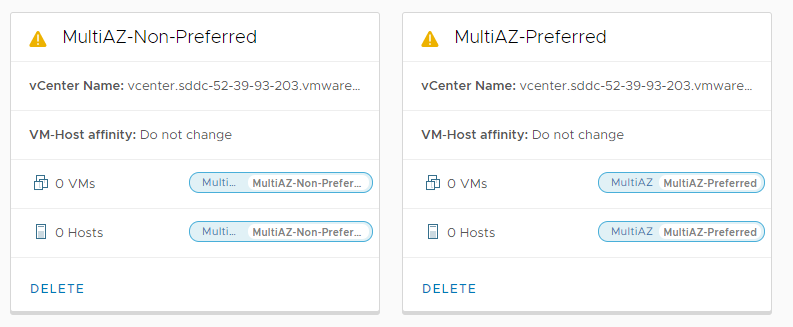 MultiAZ-Non-Preferred
vCenter Name: vcenter.sddc-52-39-93-203.vmware...
VM-Host affinity: Do not change
0 VMs Multi... MultiAZ-Non-Prefer...
0 Hosts Multi... MultiAZ-Non-Prefer...
DELETE
MultiAZ-Preferred
vCenter Name: vcenter.sddc-52-39-93-203.vmware...
VM-Host affinity: Do not change
0 VMs MultiAZ MultiAZ-Preferred
0 Hosts MultiAZ MultiAZ-Preferred
DELETE